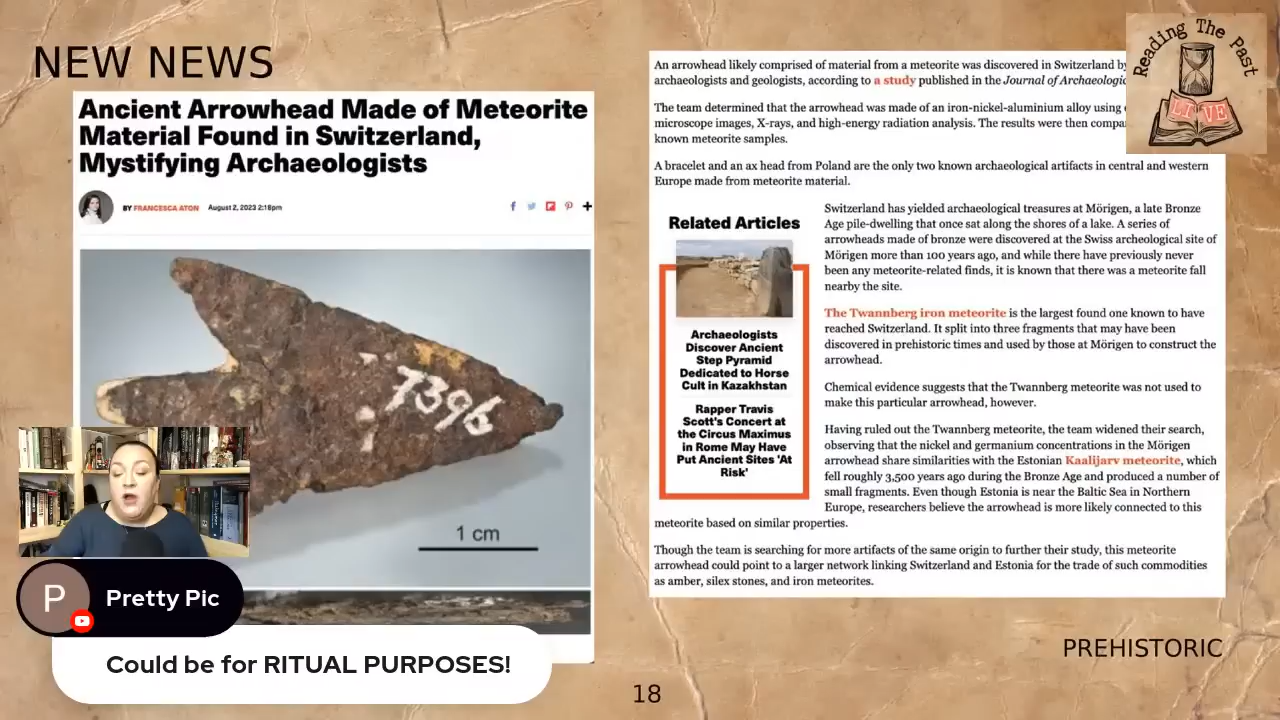 NEW NEWS
Ancient Arrowhead Made of Meteorite
Material Found in Switzerland,
Mystifying Archaeologists
BY FRANCESCA ATON August 2, 2023 2:18pm
7396
1 cm
P
Pretty Pic
Could be for RITUAL PURPOSES!
An arrowhead likely comprised of material from a meteorite was discovered in Switzerland by
archaeologists and geologists, according to a study published in the Journal of
The team determined that the arrowhead was made of an iron-nickel-aluminium alloy using
microscope images, X-rays, and high-energy radiation analysis. The results were then
known meteorite samples.
A bracelet and an ax head from Poland are the only two known archaeological artifacts in central and western
Europe made from meteorite material.
Related Articles
Archaeologists
Discover Ancient
Step Pyramid
Dedicated to Horse
Cult in Kazakhstan
Rapper Travis
Scott's Concert at
the Circus Maximus
in Rome May Have
Put Ancient Sites 'At
Risk'
Switzerland has yielded archaeological treasures at Mörigen, a late Bronze
Age pile-dwelling that once sat along the shores of a lake. A series of
arrowheads made of bronze were discovered at the Swiss archeological site of
Mörigen more than 100 years ago, and while there have previously never
been any meteorite-related finds, it is known that there was a meteorite fall
nearby the site.
The Twannberg iron meteorite is the largest found one known to have
reached Switzerland. It split into three fragments that may have been
discovered in prehistoric times and used by those at Mörigen to construct the
arrowhead.
Chemical evidence suggests that the Twannberg meteorite was not used to
make this particular arrowhead, however.
Having ruled out the Twannberg meteorite, the team widened their search,
observing that the nickel and germanium concentrations in the Mörigen
arrowhead share similarities with the Estonian Kaalijarv meteorite, which
fell roughly 3,500 years ago during the Bronze Age and produced a number of
small fragments. Even though Estonia is near the Baltic Sea in Northern
Europe, researchers believe the arrowhead is more likely connected to this
meteorite based on similar properties.
Though the team is searching for more artifacts of the same origin to further their study, this meteorite
arrowhead could point to a larger network linking Switzerland and Estonia for the trade of such commodities
as amber, silex stones, and iron meteorites.
Reading The Past
LIVE
PREHISTORIC
18